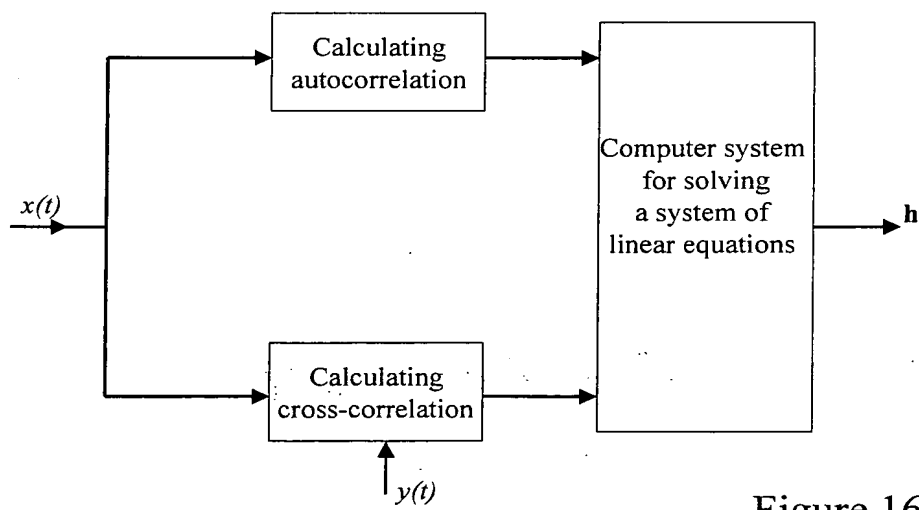 Calculating
autocorrelation
Computer system
for solving
a system of
linear equations
x(t)
h
Calculating
cross-correlation
y(t)
Figure 16